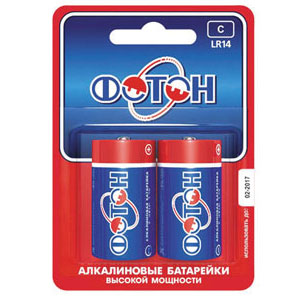 C
LR14
ФОТОН
ФОТОН
ФОТОН
использовать до:
02-2017
АЛКАЛИНОВЫЕ БАТАРЕЙКИ
ВЫСОКОЙ МОЩНОСТИ